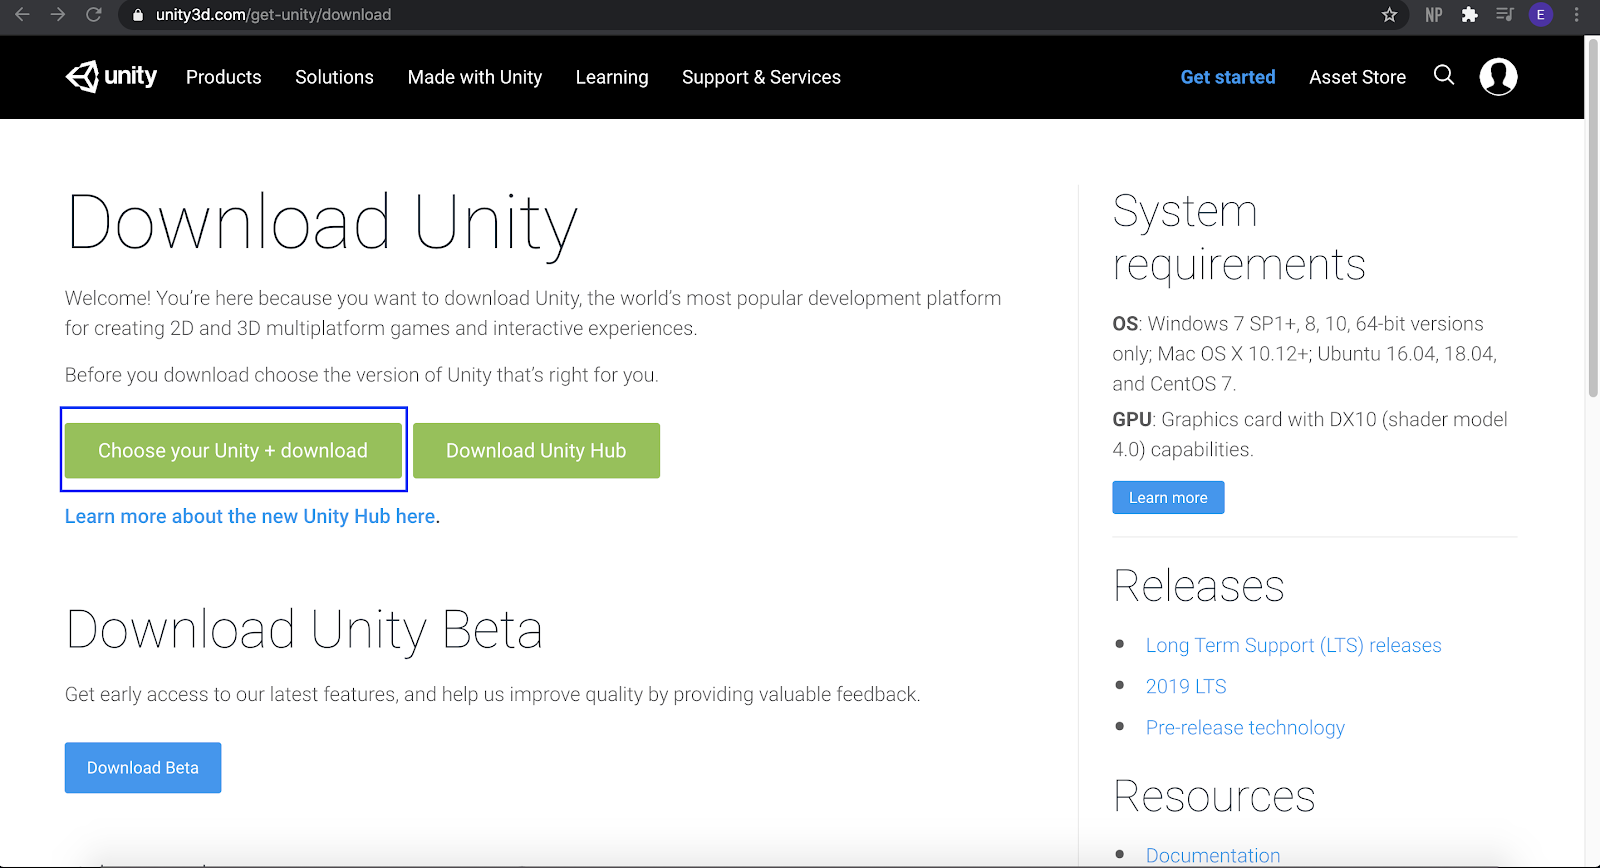 unity3d.com/get-unity/download
NP
E
unity Products Solutions Made with Unity Learning Support & Services Get started Asset Store
Download Unity
Welcome! You’re here because you want to download Unity, the world’s most popular development platform
for creating 2D and 3D multiplatform games and interactive experiences.
Before you download choose the version of Unity that’s right for you.
Choose your Unity + download
Download Unity Hub
Learn more about the new Unity Hub here.
Download Unity Beta
Get early access to our latest features, and help us improve quality by providing valuable feedback.
Download Beta
System
requirements
OS: Windows 7 SP1+, 8, 10, 64-bit versions
only; Mac OS X 10.12+; Ubuntu 16.04, 18.04,
and CentOS 7.
GPU: Graphics card with DX10 (shader model
4.0) capabilities.
Learn more
Releases
Long Term Support (LTS) releases
2019 LTS
Pre-release technology
Resources
Documentation